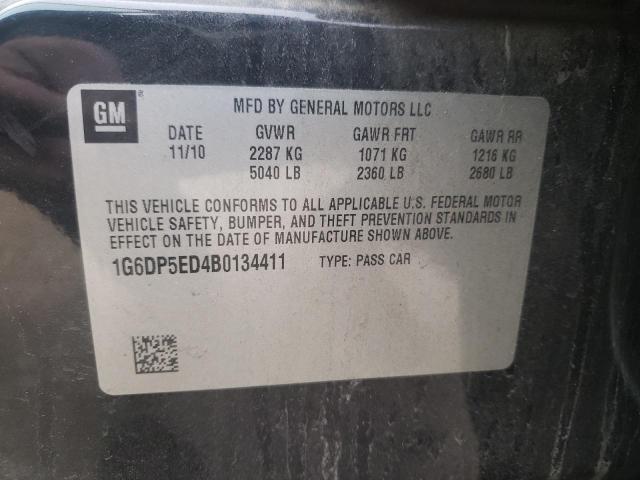 GM ®
MFD BY GENERAL MOTORS LLC
DATE GVWR GAWR FRT GAWR RR
11/10 2287 KG 1071 KG 1216 KG
5040 LB 2360 LB 2680 LB
THIS VEHICLE CONFORMS TO ALL APPLICABLE U.S. FEDERAL MOTOR
VEHICLE SAFETY, BUMPER, AND THEFT PREVENTION STANDARDS IN
EFFECT ON THE DATE OF MANUFACTURE SHOWN ABOVE.
1G6DP5ED4B0134411 TYPE: PASS CAR